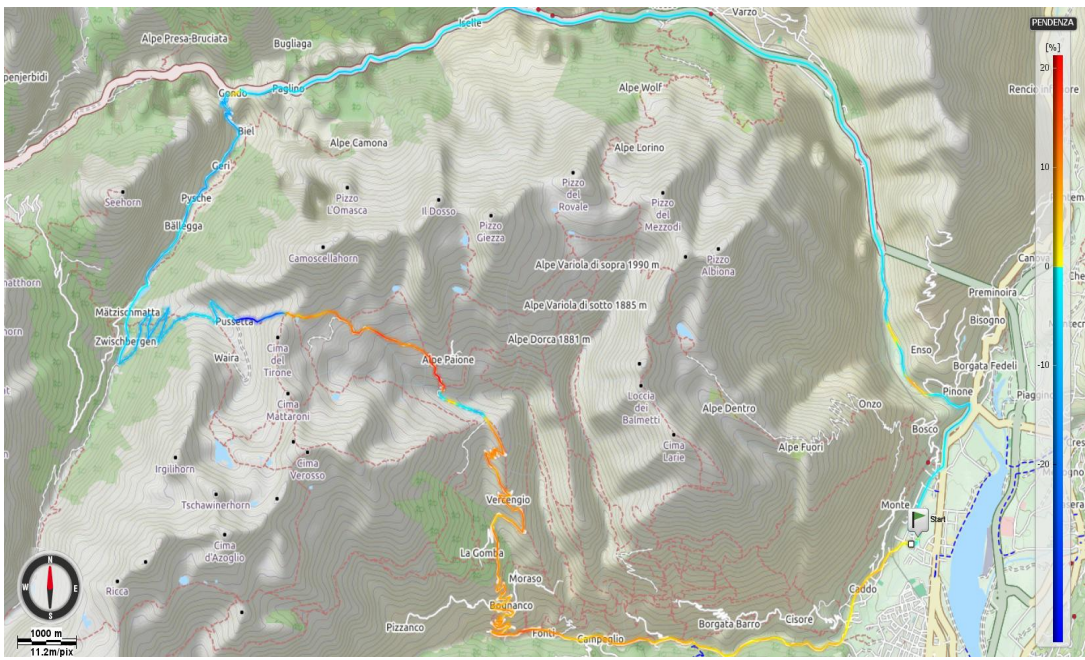 Varzo
PENDENZA
Iselle
Alpe Presa-Bruciata
Bugliaga
[%]
20
penjerbidi
Gondo
Paglino
Alpe Wolf
Biel
Alpe Camona
Alpe Lorino
10
Geri
Seehorn
Pysche
Pizzo
L'Omasca
Il Dosso
Pizzo
del
Rovale
Pizzo
del
Mezzodi
Bällegga
Pizzo
Giezza
Camoscellahorn
Pizzo
Albiona
Alpe Variola di sopra 1990 m
0
Canova
Preminoira
Mätzischmatta
Pussetta
Alpe Variola di sotto 1885 m
Bisogno
Zwischbergen
Alpe Dorca 1881 m
Enso
Waira
Cima
del
Tirone
Alpe Paione
Borgata Fedeli
-10
Pinone
Cima
Mattaroni
Loccia
dei
Balmetti
Alpe Dentro
Onzo
Bosco
Alpe Fuori
Cima
Larie
Irgilihorn
Cima
Verosso
-20
Tschawinerhorn
Vercengio
Monte
Start
Cima
d'Azoglio
La Gomba
N
W
E
S
Ricca
Moraso
Caddo
Bognanco
Pizzanco
Fonti
Campeglio
Borgata Barro
Cisore
1000 m
11.2m/pix